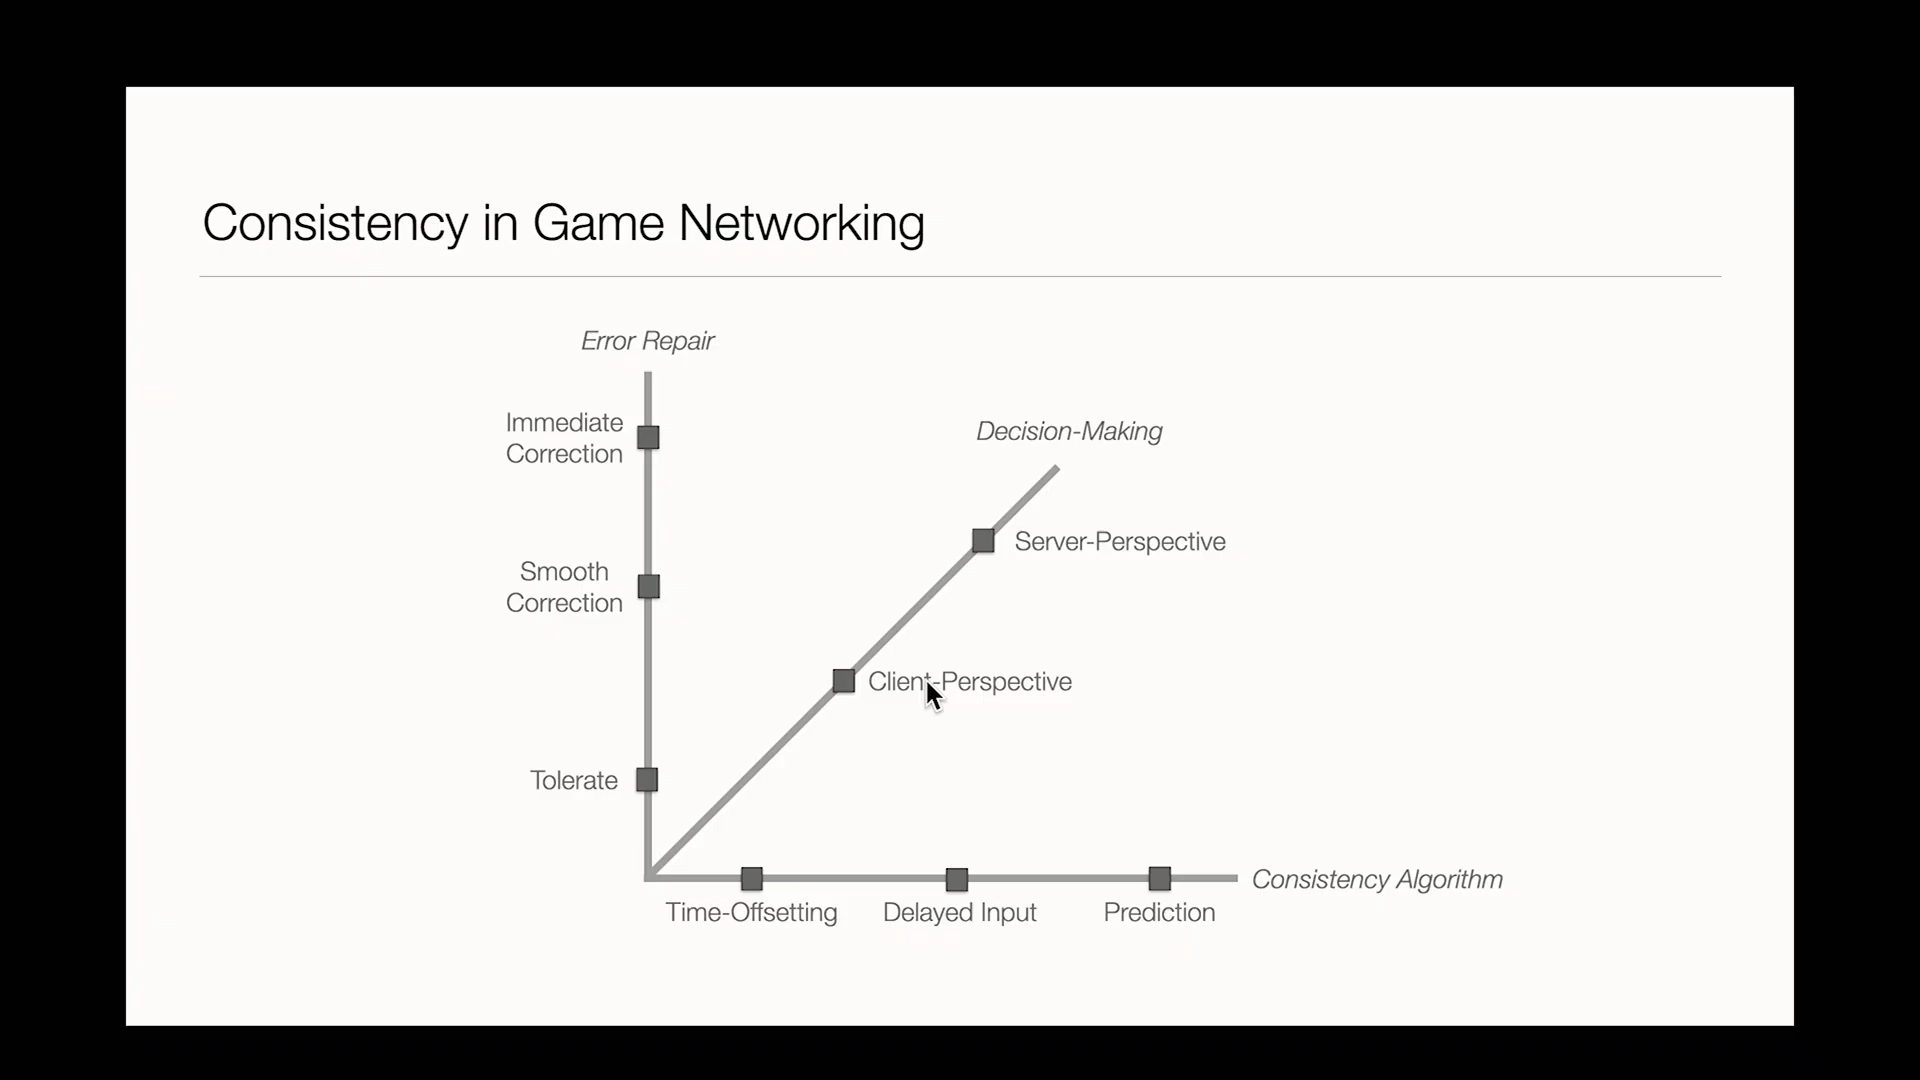 Consistency in Game Networking
Error Repair
Immediate
Correction
Decision-Making
Server-Perspective
Smooth
Correction
Client-Perspective
Tolerate
Consistency Algorithm
Time-Offsetting
Delayed Input
Prediction